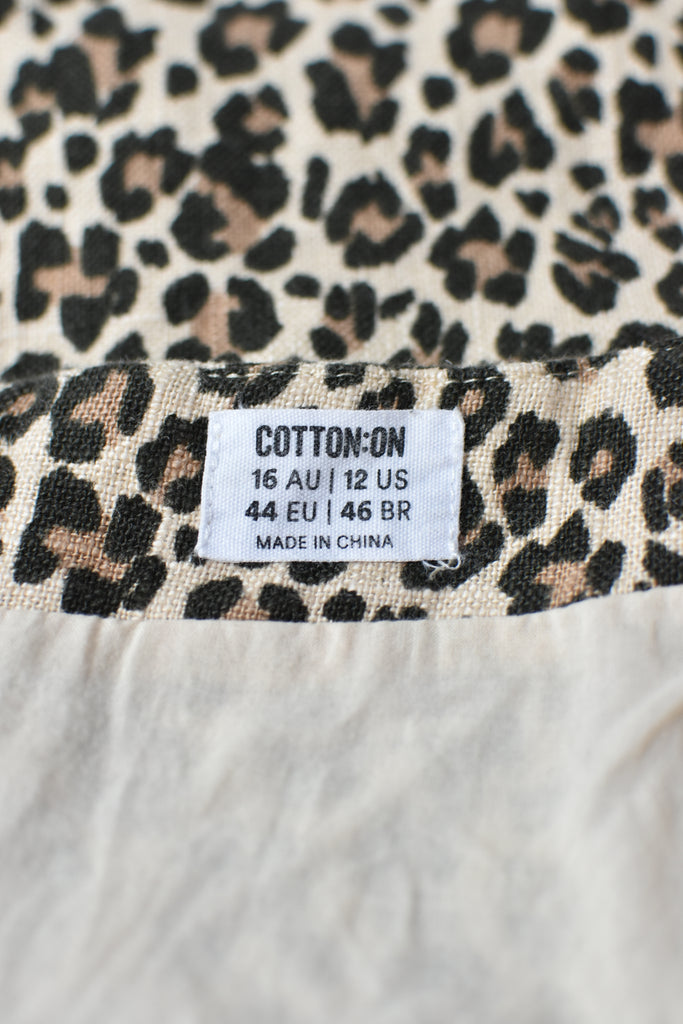 COTTON:ON
16 AU | 12 US
44 EU | 46 BR
MADE IN CHINA